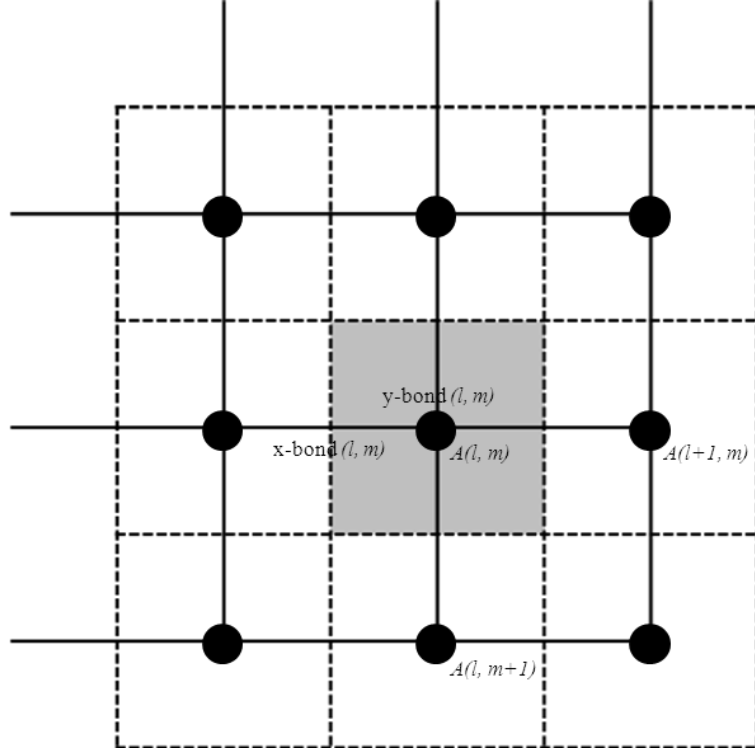 y-bond (l, m)
x-bond (l, m)
A(l, m)
A(l+1, m)
A(l, m+1)